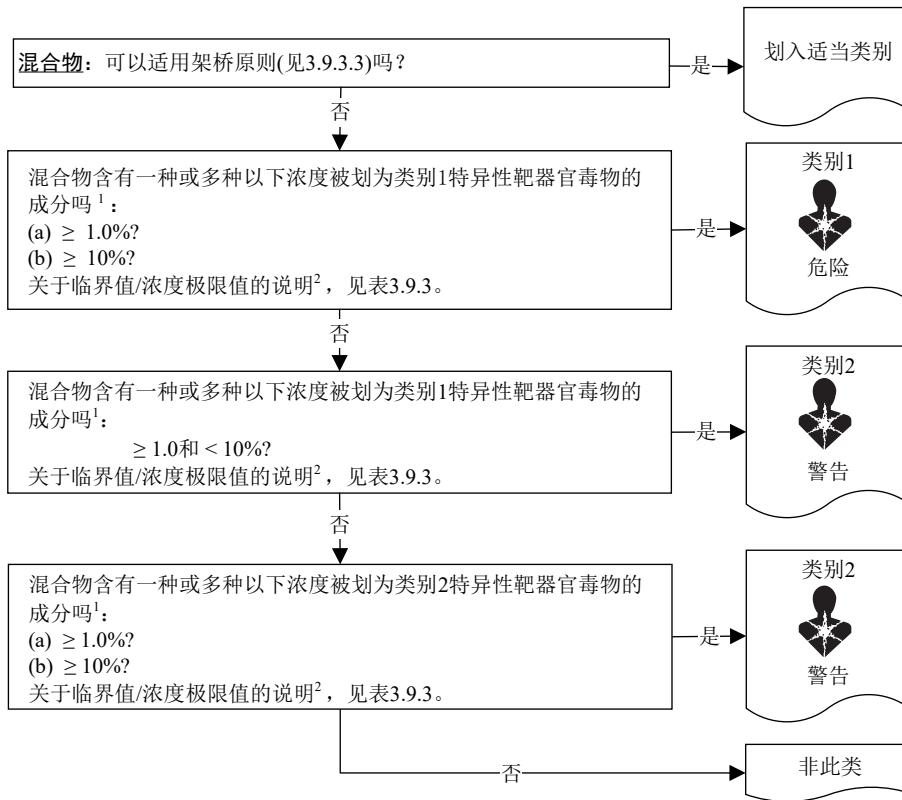 混合物：可以适用架桥原则(见3.9.3.3)吗？
是
划入适当类别
否
混合物含有一种或多种以下浓度被划为类别1特异性靶器官毒物的
成分吗 1：
(a) ≥ 1.0%?
(b) ≥ 10%?
关于临界值/浓度极限值的说明2，见表3.9.3。
是
类别1
危险
否
混合物含有一种或多种以下浓度被划为类别1特异性靶器官毒物的
成分吗1：
≥ 1.0和 < 10%?
关于临界值/浓度极限值的说明2，见表3.9.3。
是
类别2
警告
否
混合物含有一种或多种以下浓度被划为类别2特异性靶器官毒物的
成分吗1：
(a) ≥ 1.0%?
(b) ≥ 10%?
关于临界值/浓度极限值的说明2，见表3.9.3。
是
类别2
警告
否
非此类